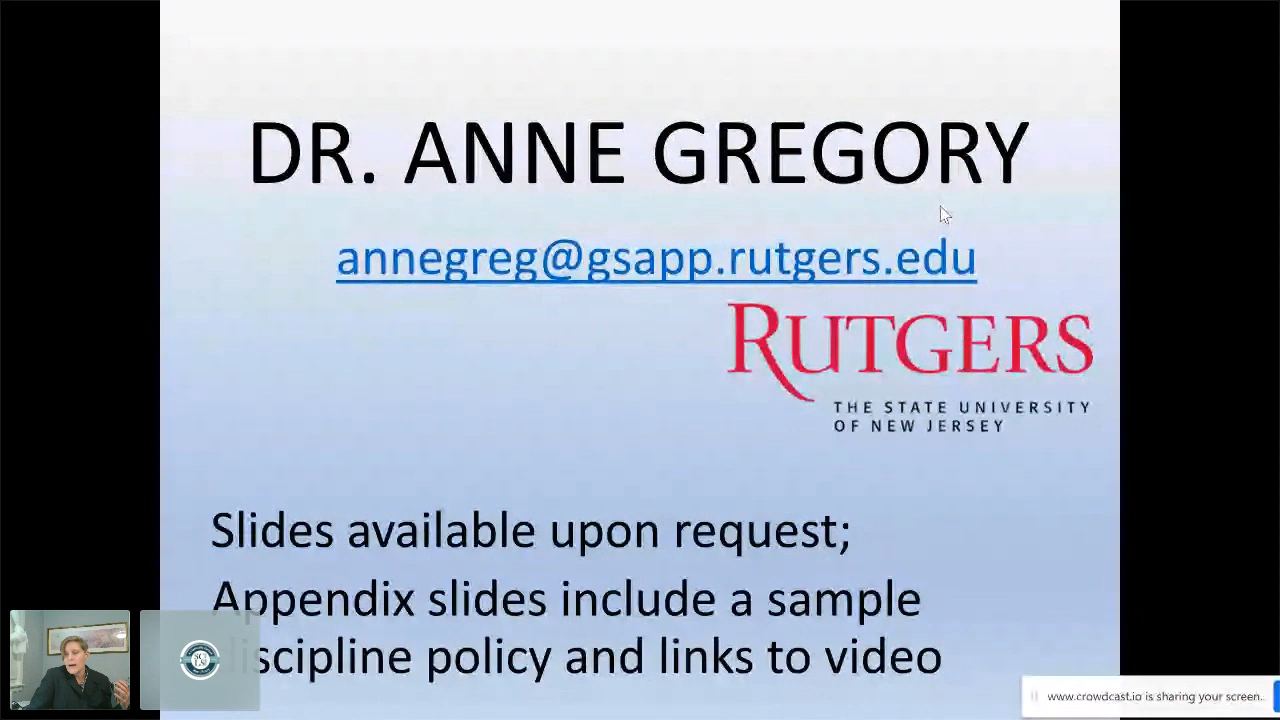 DR. ANNE GREGORY
annegreg@gsapp.rutgers.edu
RUTGERS
THE STATE UNIVERSITY
OF NEW JERSEY
Slides available upon request;
Appendix slides include a sample
discipline policy and links to video
www.crowdcast.io is sharing your screen.